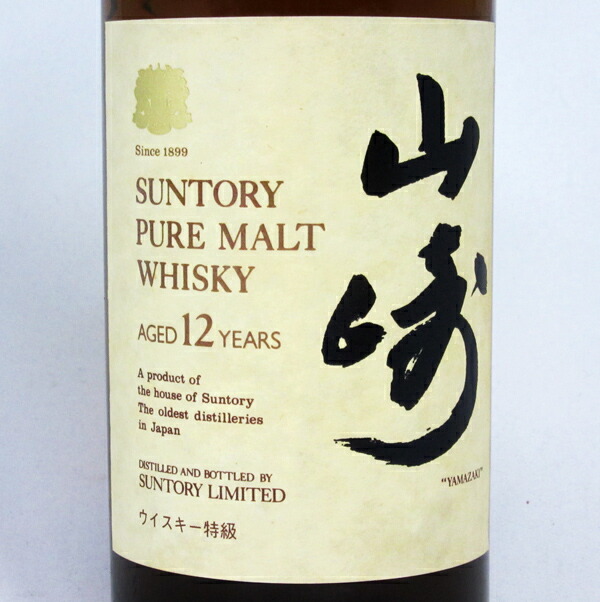 Since 1899
SUNTORY
PURE MALT
WHISKY
AGED 12 YEARS
A product of
the house of Suntory
The oldest distilleries
in Japan
DISTILLED AND BOTTLED BY
SUNTORY LIMITED
ウイスキー特級
山崎
"YAMAZAKI"